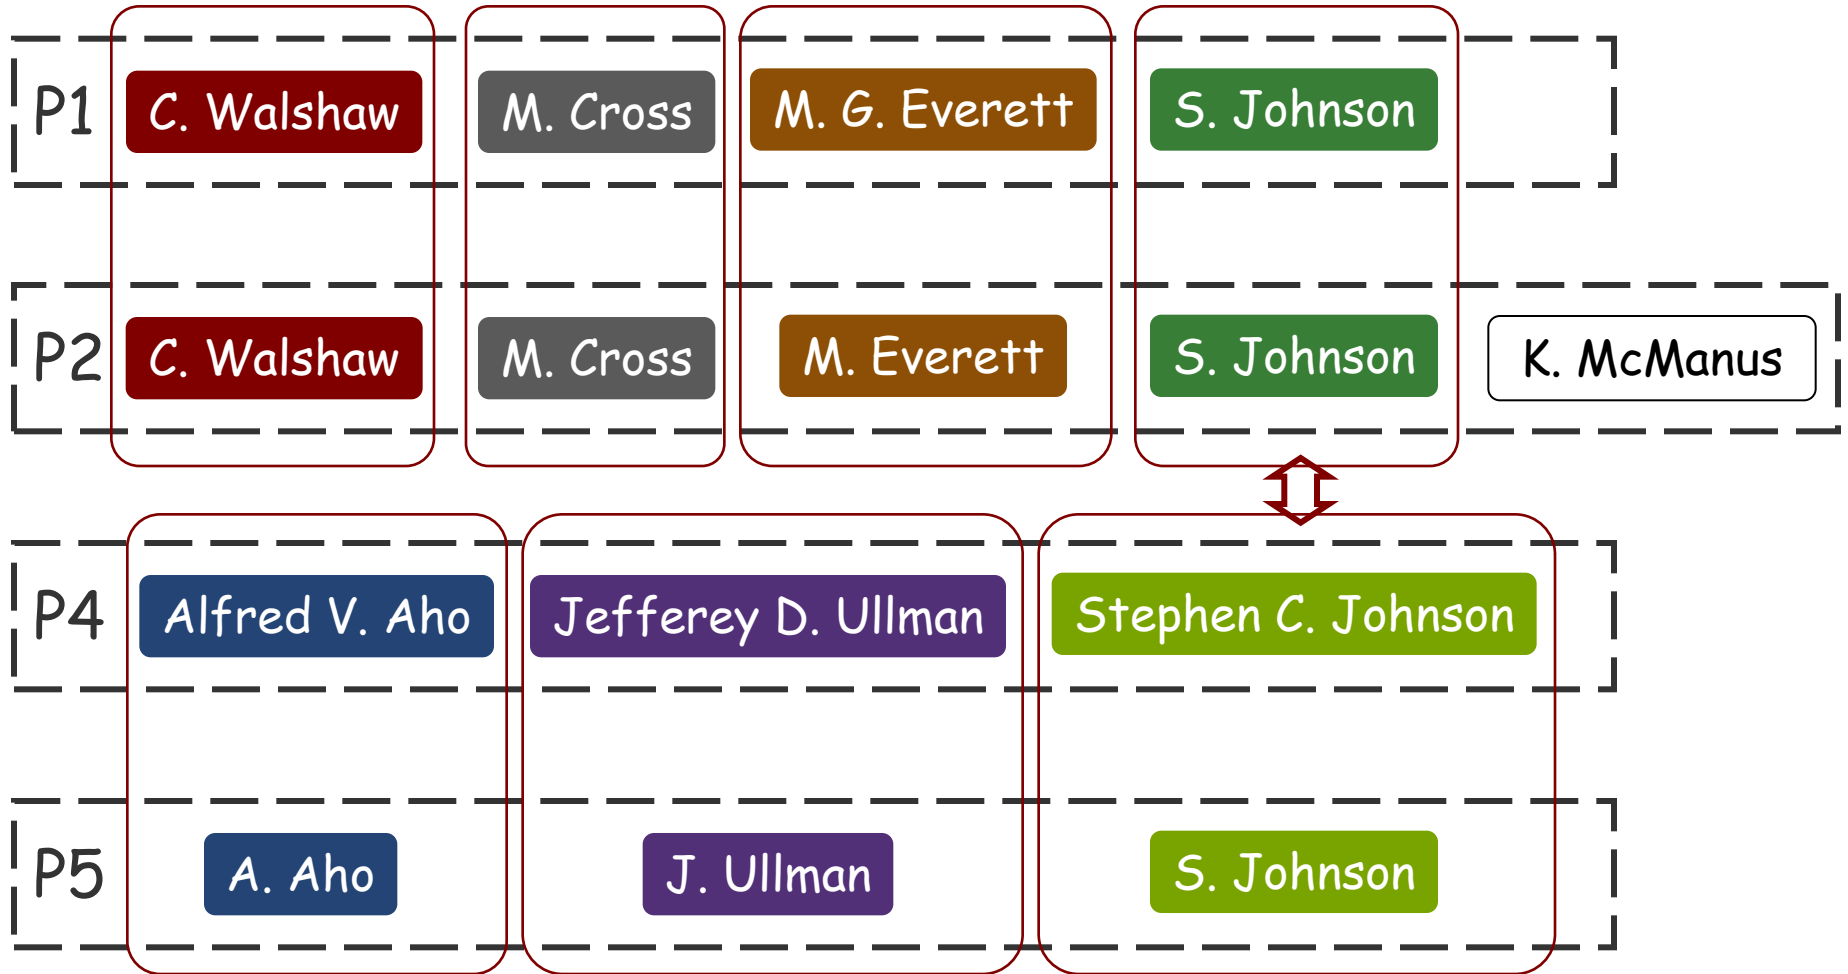 P1 C. Walshaw M. Cross M. G. Everett S. Johnson
P2 C. Walshaw M. Cross M. Everett S. Johnson K. McManus
P4 Alfred V. Aho Jefferey D. Ullman Stephen C. Johnson
P5 A. Aho J. Ullman S. Johnson